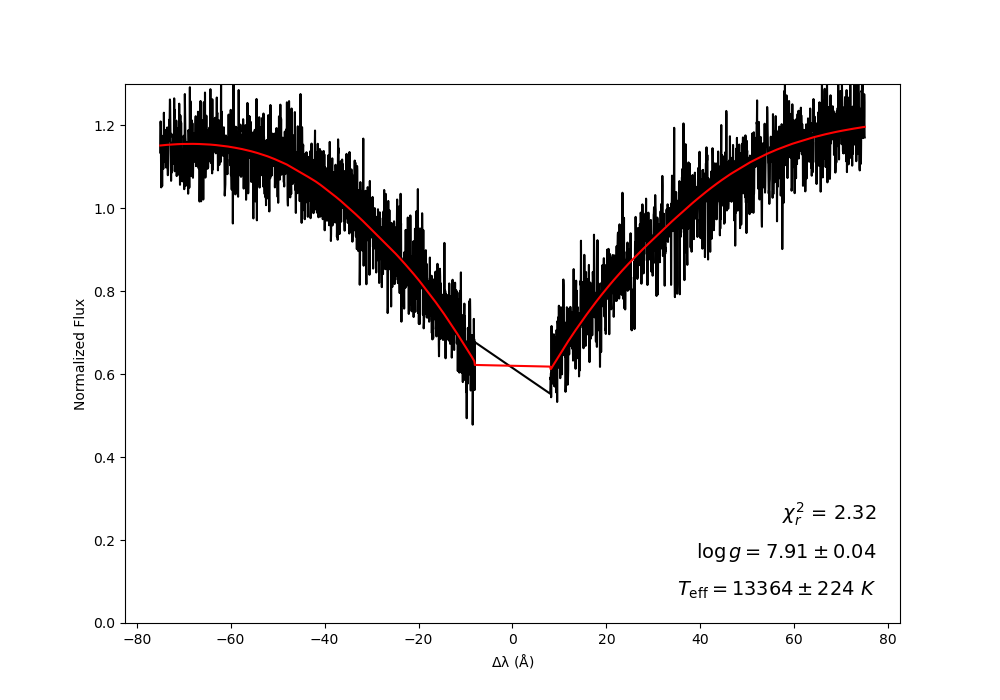 1.2
1.0
0.8
0.6
0.4
0.2
0.0
Normalized Flux
χ²ᵣ = 2.32
log g = 7.91 ± 0.04
T_eff = 13364 ± 224 K
−80 −60 −40 −20 0 20 40 60 80
Δλ (Å)